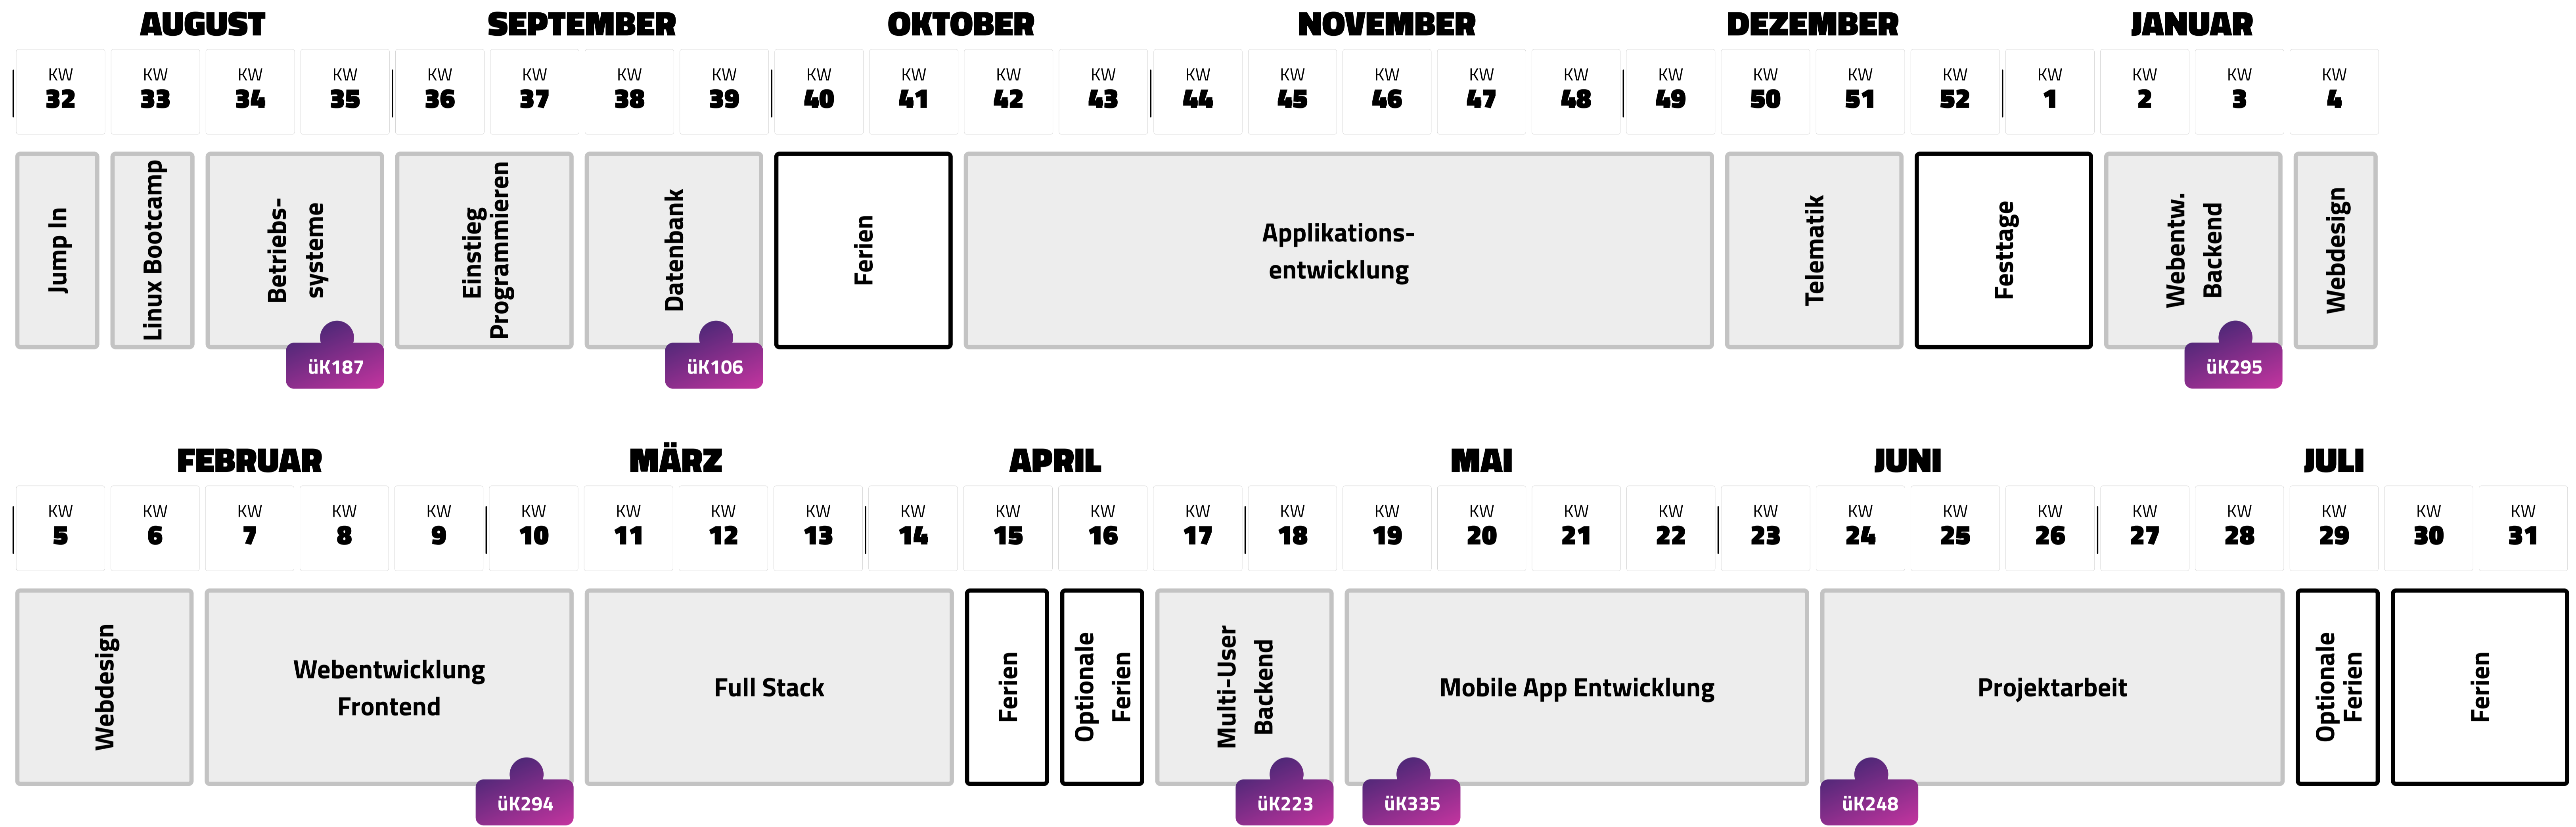 AUGUST SEPTEMBER OKTOBER NOVEMBER DEZEMBER JANUAR
KW KW KW KW KW KW KW KW KW KW KW KW KW KW KW KW KW KW KW KW KW KW KW KW KW
32 33 34 35 36 37 38 39 40 41 42 43 44 45 46 47 48 49 50 51 52 1 2 3 4
Jump In
Linux Bootcamp
Betriebs-
systeme
üK187
Einstieg
Programmieren
Datenbank
üK106
Ferien
Applikations-
entwicklung
Telematik
Festtage
Webentw.
Backend
üK295
Webdesign
FEBRUAR MÄRZ APRIL MAI JUNI JULI
KW KW KW KW KW KW KW KW KW KW KW KW KW KW KW KW KW KW KW KW KW KW KW KW KW KW KW
5 6 7 8 9 10 11 12 13 14 15 16 17 18 19 20 21 22 23 24 25 26 27 28 29 30 31
Webdesign
Webentwicklung
Frontend
üK294
Full Stack
Ferien
Optionale
Ferien
Multi-User
Backend
üK223
Mobile App Entwicklung
üK335
Projektarbeit
üK248
Optionale
Ferien
Ferien